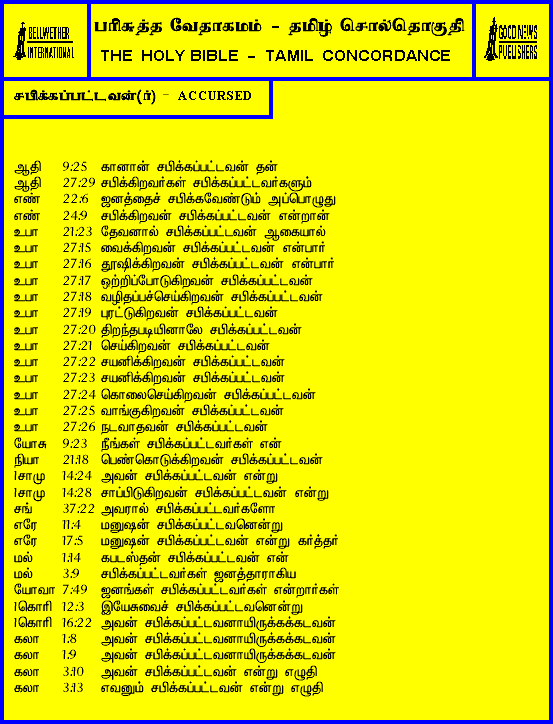 BELLWETHER
INTERNATIONAL
பரிசுத்த வேதாகமம் - தமிழ் சொல்தொகுதி
THE HOLY BIBLE - TAMIL CONCORDANCE
GOOD NEWS
PUBLISHERS
சபிக்கப்பட்டவன்(ர்) - ACCURSED
ஆதி 9:25 கானான் சபிக்கப்பட்டவன் தன்
ஆதி 27:29 சபிக்கிறவர்கள் சபிக்கப்பட்டவர்களும்
எண் 22:6 ஜனத்தைச் சபிக்கவேண்டும் அப்பொழுது
எண் 24:9 சபிக்கிறவன் சபிக்கப்பட்டவன் என்றான்
உபா 21:23 தேவனால் சபிக்கப்பட்டவன் ஆகையால்
உபா 27:15 வைக்கிறவன் சபிக்கப்பட்டவன் என்பார்
உபா 27:16 தூஷிக்கிறவன் சபிக்கப்பட்டவன் என்பார்
உபா 27:17 ஒற்றிப்போடுகிறவன் சபிக்கப்பட்டவன்
உபா 27:18 வழிதப்பச்செய்கிறவன் சபிக்கப்பட்டவன்
உபா 27:19 புரட்டுகிறவன் சபிக்கப்பட்டவன்
உபா 27:20 திறந்தபடியினாலே சபிக்கப்பட்டவன்
உபா 27:21 செய்கிறவன் சபிக்கப்பட்டவன்
உபா 27:22 சயனிக்கிறவன் சபிக்கப்பட்டவன்
உபா 27:23 சயனிக்கிறவன் சபிக்கப்பட்டவன்
உபா 27:24 கொலைசெய்கிறவன் சபிக்கப்பட்டவன்
உபா 27:25 வாங்குகிறவன் சபிக்கப்பட்டவன்
உபா 27:26 நடவாதவன் சபிக்கப்பட்டவன்
யோசு 9:23 நீங்கள் சபிக்கப்பட்டவர்கள் என்
நியா 21:18 பெண்கொடுக்கிறவன் சபிக்கப்பட்டவன்
1சாமு 14:24 அவன் சபிக்கப்பட்டவன் என்று
1சாமு 14:28 சாப்பிடுகிறவன் சபிக்கப்பட்டவன் என்று
சங் 37:22 அவரால் சபிக்கப்பட்டவர்களோ
எரே 11:4 மனுஷன் சபிக்கப்பட்டவனென்று
எரே 17:5 மனுஷன் சபிக்கப்பட்டவன் என்று கர்த்தர்
மல் 1:14 கபடஸ்தன் சபிக்கப்பட்டவன் என்
மல் 3:9 சபிக்கப்பட்டவர்கள் ஜனத்தாராகிய
யோவா 7:49 ஜனங்கள் சபிக்கப்பட்டவர்கள் என்றார்கள்
1கொரி 12:3 இயேசுவைச் சபிக்கப்பட்டவனென்று
1கொரி 16:22 அவன் சபிக்கப்பட்டவனாயிருக்கக்கடவன்
கலா 1:8 அவன் சபிக்கப்பட்டவனாயிருக்கக்கடவன்
கலா 1:9 அவன் சபிக்கப்பட்டவனாயிருக்கக்கடவன்
கலா 3:10 அவன் சபிக்கப்பட்டவன் என்று எழுதி
கலா 3:13 எவனும் சபிக்கப்பட்டவன் என்று எழுதி